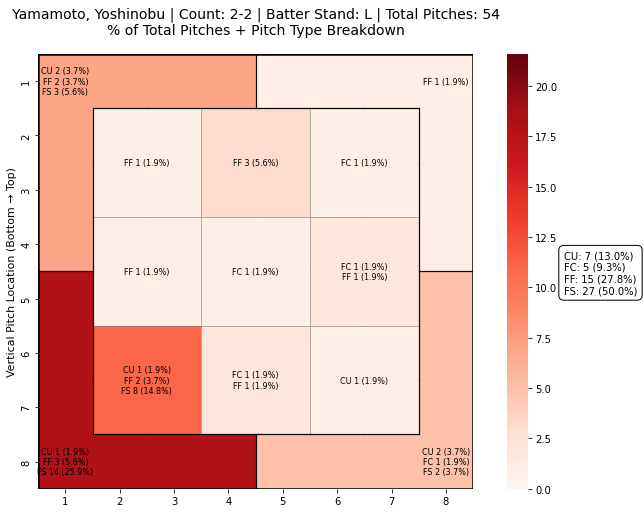 Yamamoto, Yoshinobu | Count: 2-2 | Batter Stand: L | Total Pitches: 54
% of Total Pitches + Pitch Type Breakdown
Vertical Pitch Location (Bottom → Top)
1
2
3
4
5
6
7
8
CU 2 (3.7%)
FF 2 (3.7%)
FS 3 (5.6%)
FF 1 (1.9%)
FF 1 (1.9%)
FF 3 (5.6%)
FC 1 (1.9%)
FF 1 (1.9%)
FC 1 (1.9%)
FC 1 (1.9%)
FF 1 (1.9%)
CU 1 (1.9%)
FF 2 (3.7%)
FS 8 (14.8%)
FC 1 (1.9%)
FF 1 (1.9%)
CU 1 (1.9%)
CU 1 (1.9%)
FF 3 (5.6%)
FS 14 (25.9%)
CU 2 (3.7%)
FC 1 (1.9%)
FS 2 (3.7%)
1
2
3
4
5
6
7
8
20.0
17.5
15.0
12.5
10.0
7.5
5.0
2.5
0.0
CU: 7 (13.0%)
FC: 5 (9.3%)
FF: 15 (27.8%)
FS: 27 (50.0%)